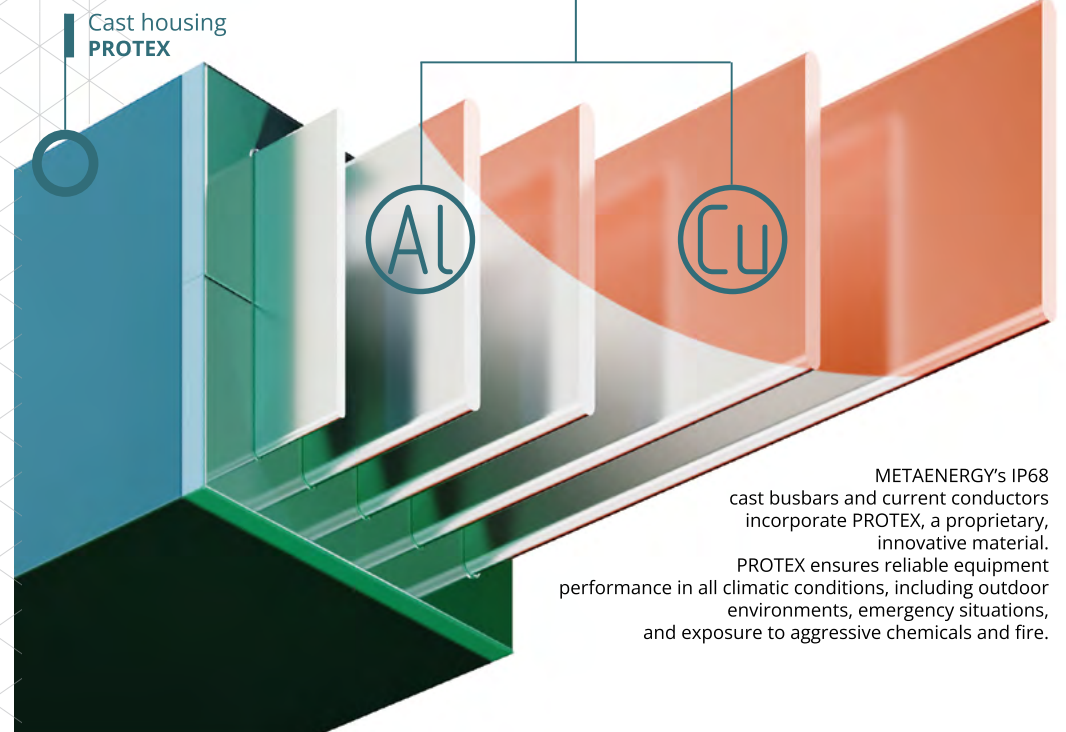 Cast housing
PROTEX
Al
Cu
METAENERGY’s IP68
cast busbars and current conductors
incorporate PROTEX, a proprietary,
innovative material.
PROTEX ensures reliable equipment
performance in all climatic conditions, including outdoor
environments, emergency situations,
and exposure to aggressive chemicals and fire.